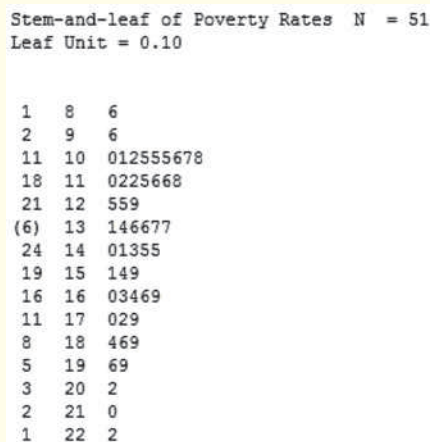 Stem-and-leaf of Poverty Rates N = 51
Leaf Unit = 0.10
1 8 6
2 9 6
11 10 012555678
18 11 0225668
21 12 559
(6) 13 146677
24 14 01355
19 15 149
16 16 03469
11 17 029
8 18 469
5 19 69
3 20 2
2 21 0
1 22 2